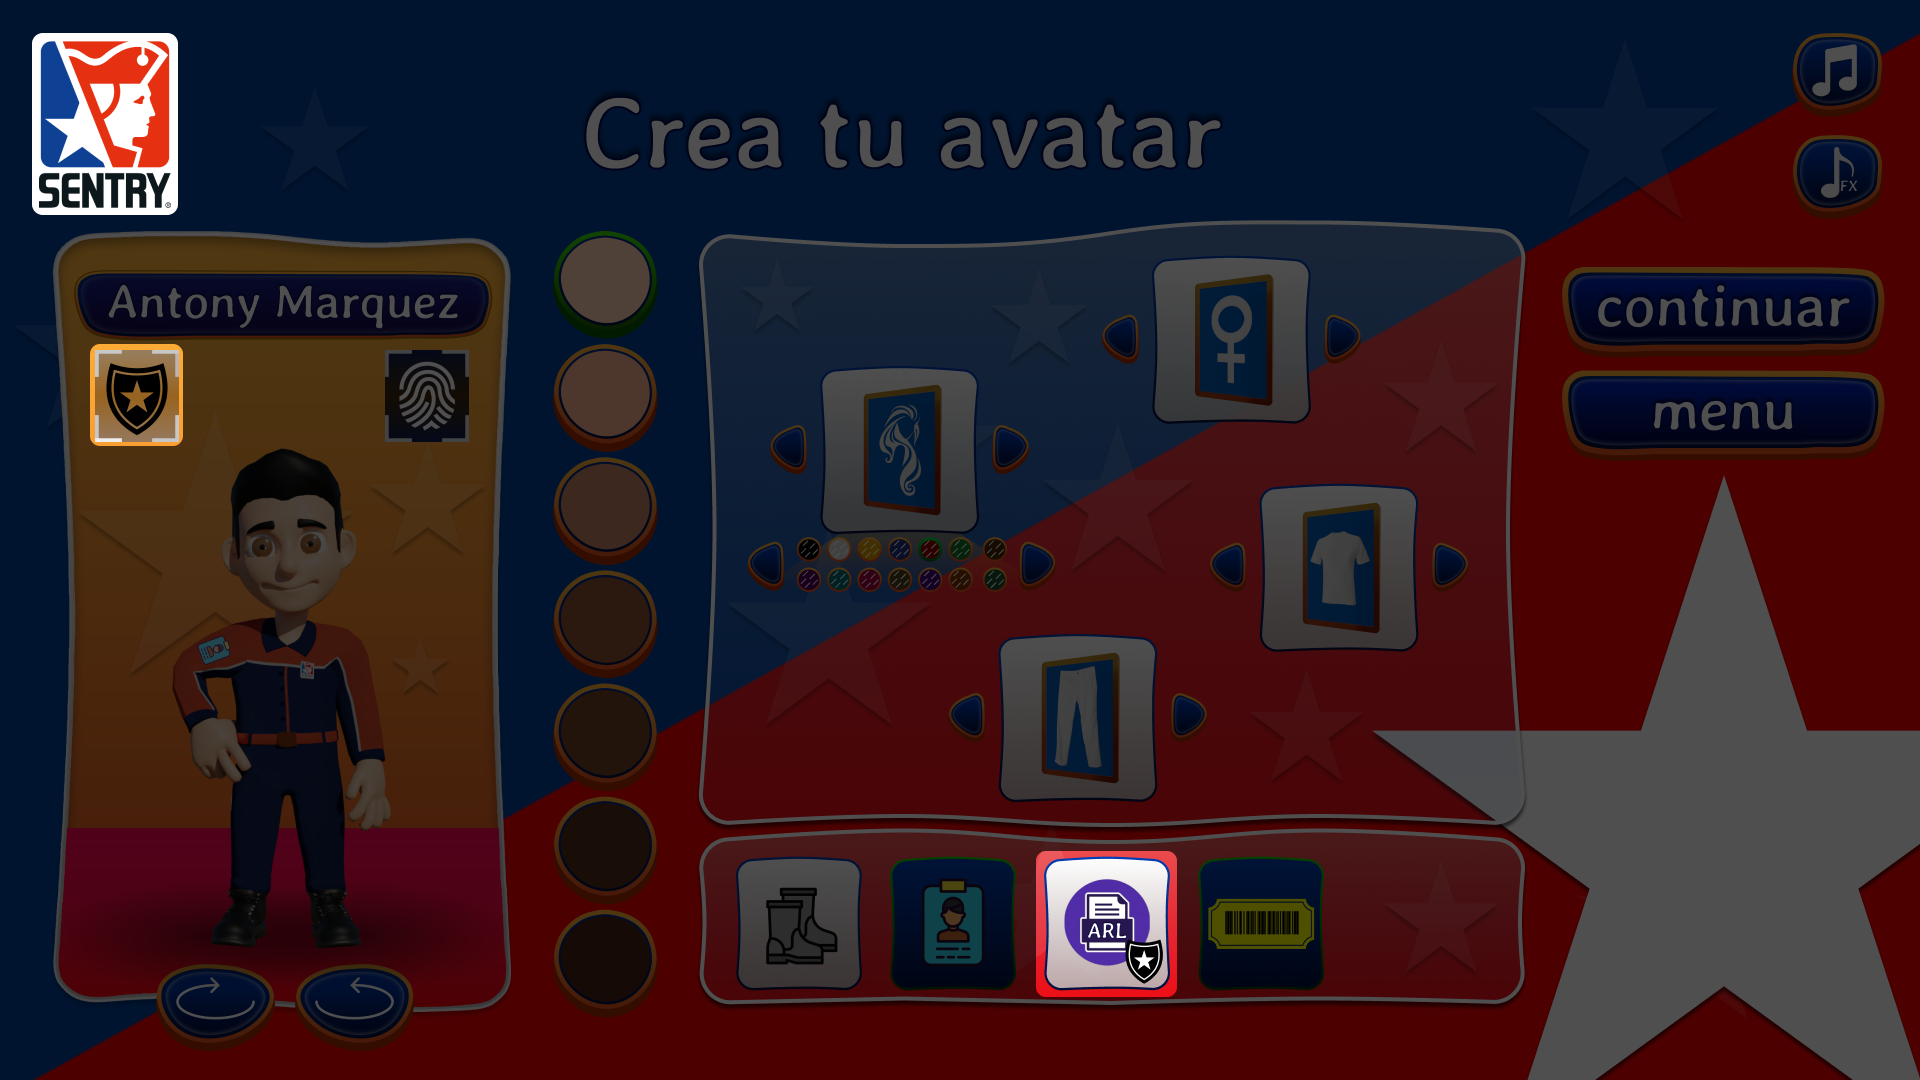 SENTRY®
Crea tu avatar
FX
Antony Marquez
continuar
menu
ARL